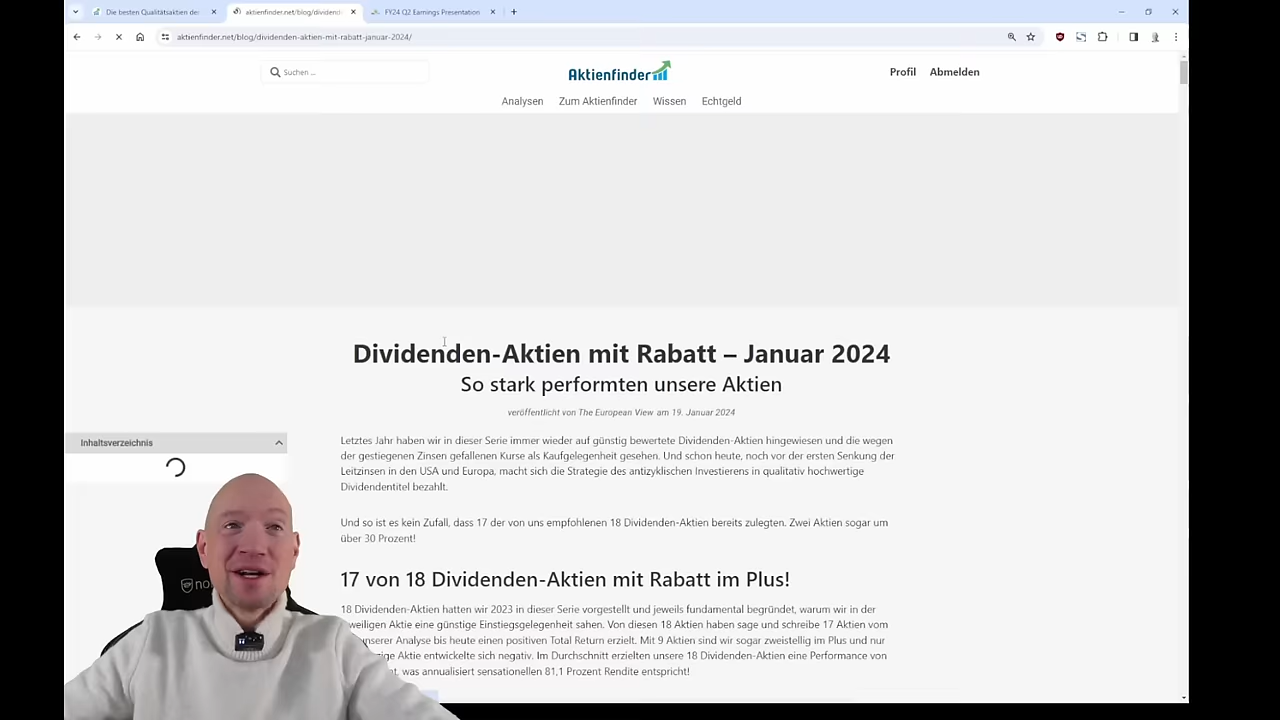 Die besten Qualitätsaktien der
aktienfinder.net/blog/dividend
FY24 Q2 Earnings Presentation
aktienfinder.net/blog/dividenden-aktien-mit-rabatt-januar-2024/
Suchen ...
Aktienfinder
Profil
Abmelden
Analysen
Zum Aktienfinder
Wissen
Echtgeld
Dividenden-Aktien mit Rabatt – Januar 2024
So stark performten unsere Aktien
veröffentlicht von The European View am 19. Januar 2024
Inhaltsverzeichnis
Letztes Jahr haben wir in dieser Serie immer wieder auf günstig bewertete Dividenden-Aktien hingewiesen und die wegen
der gestiegenen Zinsen gefallenen Kurse als Kaufgelegenheit gesehen. Und schon heute, noch vor der ersten Senkung der
Leitzinsen in den USA und Europa, macht sich die Strategie des antizyklischen Investierens in qualitativ hochwertige
Dividendentitel bezahlt.
Und so ist es kein Zufall, dass 17 der von uns empfohlenen 18 Dividenden-Aktien bereits zulegten. Zwei Aktien sogar um
über 30 Prozent!
17 von 18 Dividenden-Aktien mit Rabatt im Plus!
18 Dividenden-Aktien hatten wir 2023 in dieser Serie vorgestellt und jeweils fundamental begründet, warum wir in der
weiligen Aktie eine günstige Einstiegsgelegenheit sahen. Von diesen 18 Aktien haben sage und schreibe 17 Aktien vom
unserer Analyse bis heute einen positiven Total Return erzielt. Mit 9 Aktien sind wir sogar zweistellig im Plus und nur
zige Aktie entwickelte sich negativ. Im Durchschnitt erzielten unsere 18 Dividenden-Aktien eine Performance von
was annualisiert sensationellen 81,1 Prozent Rendite entspricht!
no